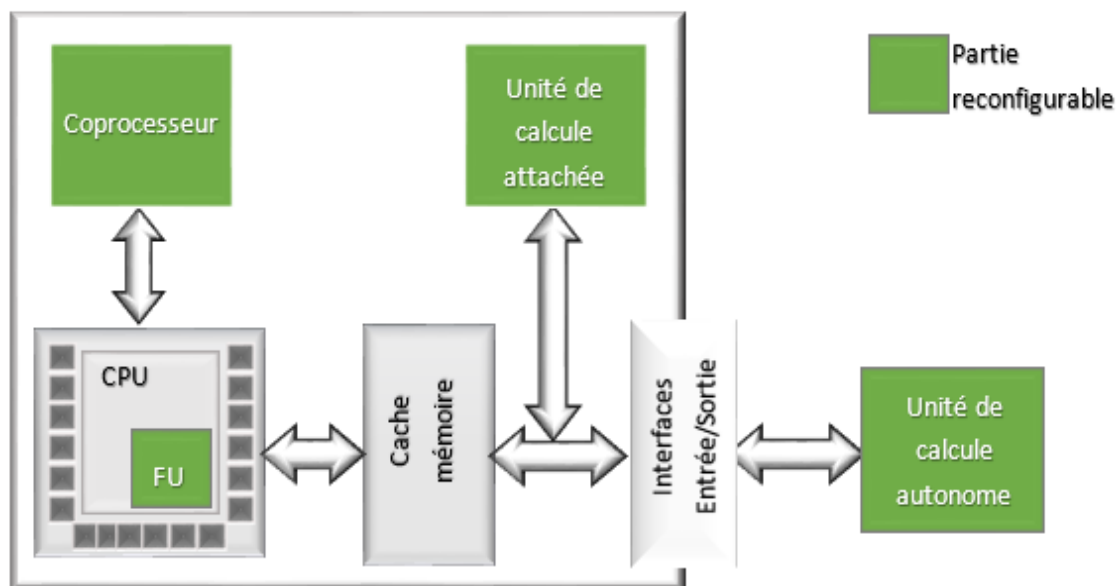 Coprocesseur
Unité de
calcule
attachée
Partie
reconfigurable
CPU
FU
Cache
mémoire
Interfaces
Entrée/Sortie
Unité de
calcule
autonome